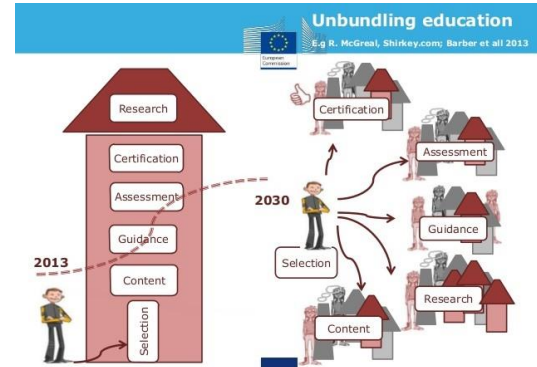 Unbundling education
E.g R. McGreal, Shirkey.com; Barber et all 2013
European
Commission
Research
Certification
Assessment
Guidance
Content
Selection
2013
2030
Certification
Assessment
Guidance
Research
Content
Selection